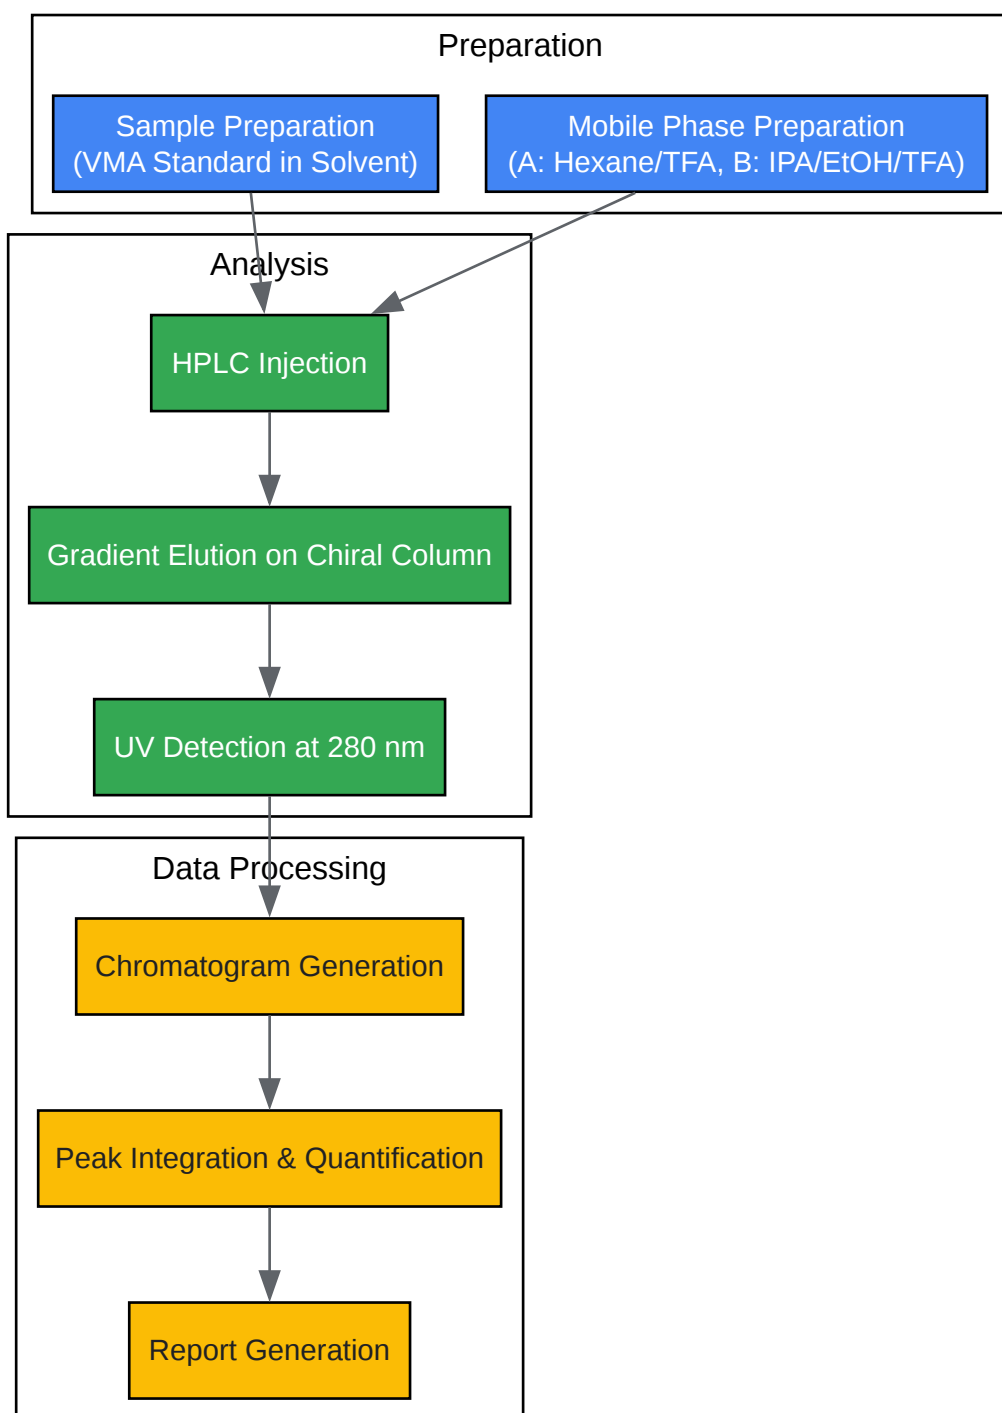 Preparation
Sample Preparation
(VMA Standard in Solvent)
Mobile Phase Preparation
(A: Hexane/TFA, B: IPA/EtOH/TFA)
Analysis
HPLC Injection
Gradient Elution on Chiral Column
UV Detection at 280 nm
Data Processing
Chromatogram Generation
Peak Integration & Quantification
Report Generation